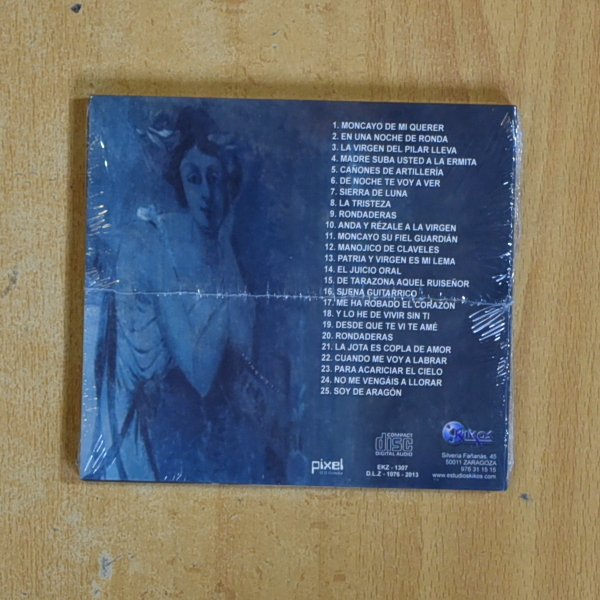 1. MONCAYO DE MI QUERER
2. EN UNA NOCHE DE RONDA
3. LA VIRGEN DEL PILAR LLEVA
4. MADRE SUBA USTED A LA ERMITA
5. CAÑONES DE ARTILLERÍA
6. DE NOCHE TE VOY A VER
7. SIERRA DE LUNA
8. LA TRISTEZA
9. RONDADERAS
10. ANDA Y RÉZALE A LA VIRGEN
11. MONCAYO SU FIEL GUARDIÁN
12. MANOJICO DE CLAVELES
13. PATRIA Y VIRGEN ES MI LEMA
14. EL JUICIO ORAL
15. DE TARAZONA AQUEL RUISEÑOR
16. SUENA GUITARRICO
17. ME HA ROBADO EL CORAZÓN
18. Y LO HE DE VIVIR SIN TI
19. DESDE QUE TE VI TE AMÉ
20. RONDADERAS
21. LA JOTA ES COPLA DE AMOR
22. CUANDO ME VOY A LABRAR
23. PARA ACARICIAR EL CIELO
24. NO ME VENGÁIS A LLORAR
25. SOY DE ARAGÓN
pixel
COMPACT
disc
DIGITAL AUDIO
EKZ - 1307
D.L.Z - 1076 - 2013
Kikos
Silveria Fañanás, 45
50011 ZARAGOZA
976 31 15 15
www.estudioskikos.com